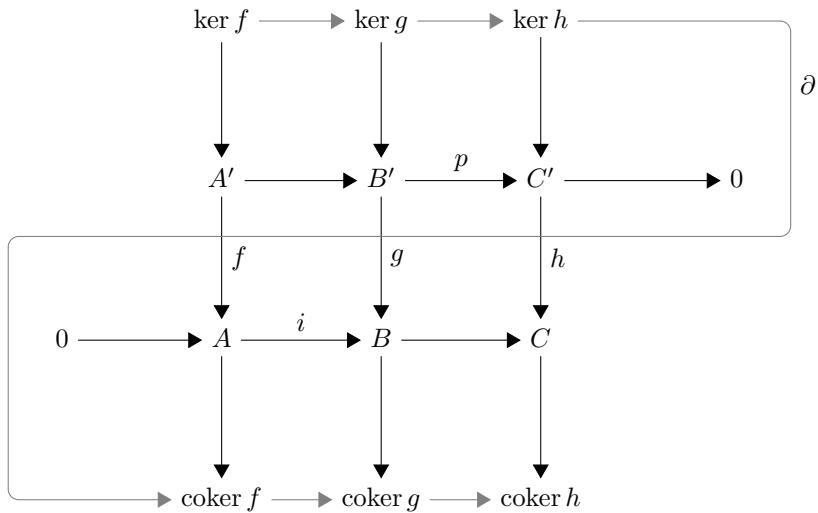 ker f ker g ker h
∂
p
A′ B′ C′ 0
f g h
i
0 A B C
coker f coker g coker h